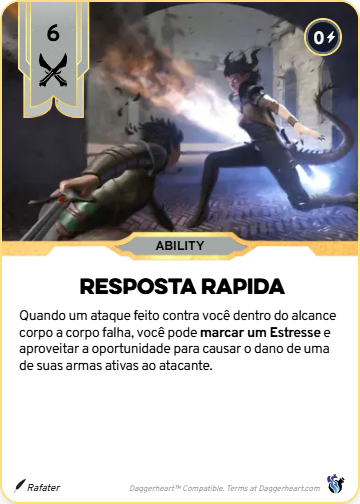 6
0
ABILITY
RESPOSTA RAPIDA
Quando um ataque feito contra você dentro do alcance
corpo a corpo falha, você pode marcar um Estresse e
aproveitar a oportunidade para causar o dano de uma
de suas armas ativas ao atacante.
Rafater
Daggerheart™ Compatible. Terms at Daggerheart.com